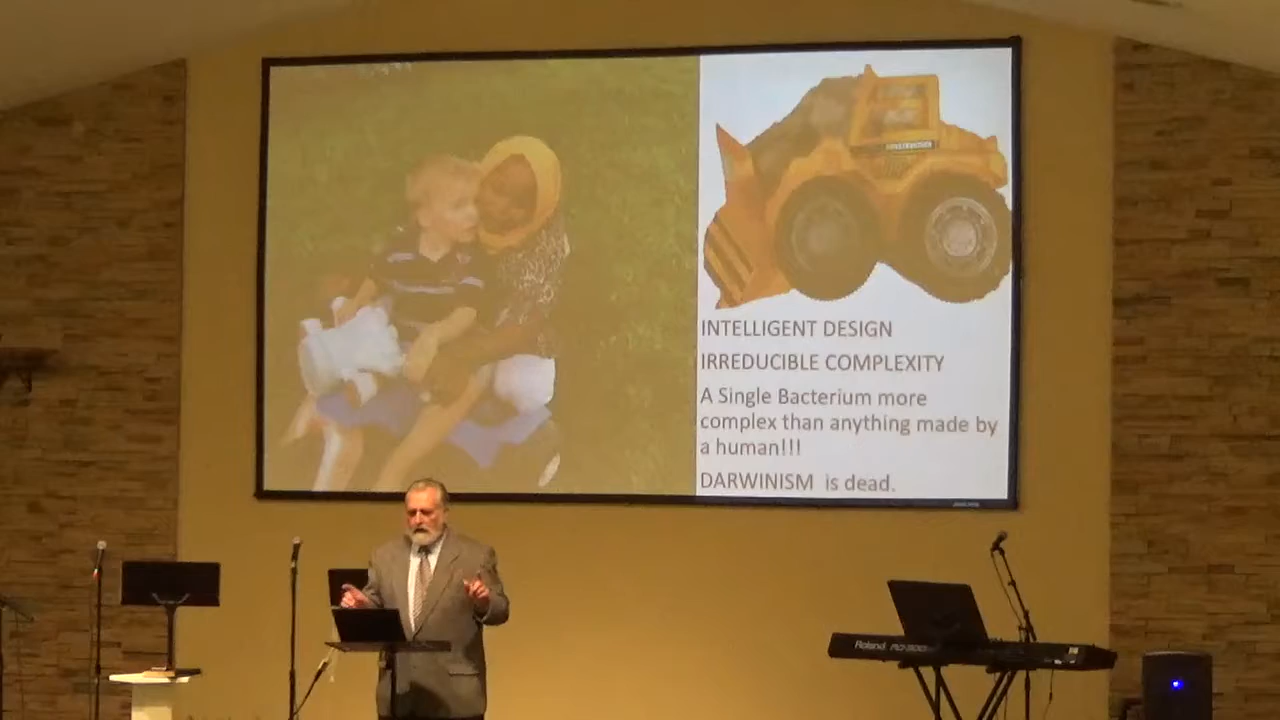 INTELLIGENT DESIGN
IRREDUCIBLE COMPLEXITY
A Single Bacterium more
complex than anything made by
a human!!!
DARWINISM is dead.
Roland